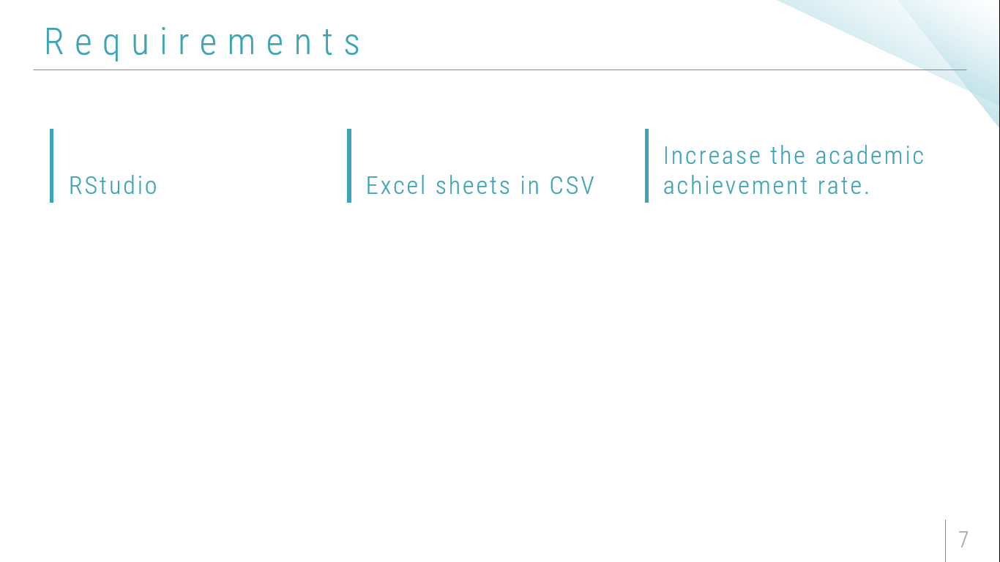 Requirements
RStudio
Excel sheets in CSV
Increase the academic
achievement rate.
7